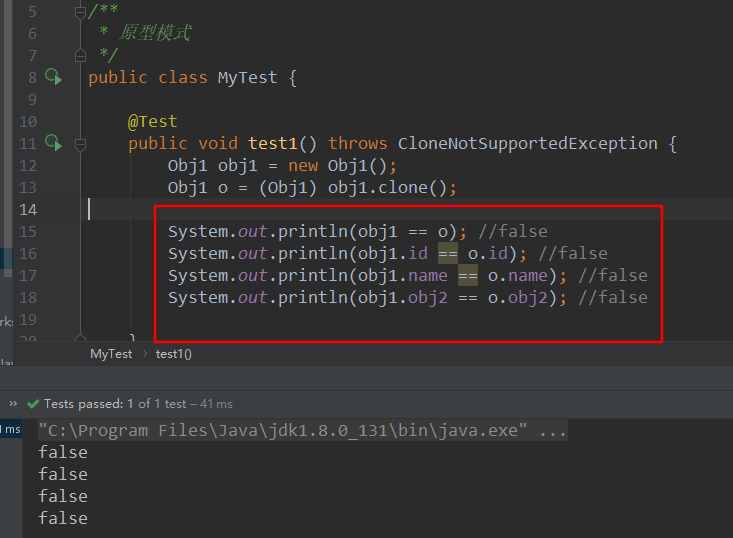 5 /**
6 * 原型模式
7 */
8 public class MyTest {
9
10 @Test
11 public void test1() throws CloneNotSupportedException {
12 Obj1 obj1 = new Obj1();
13 Obj1 o = (Obj1) obj1.clone();
14
15 System.out.println(obj1 == o); //false
16 System.out.println(obj1.id == o.id); //false
17 System.out.println(obj1.name == o.name); //false
18 System.out.println(obj1.obj2 == o.obj2); //false
19
20 }
MyTest › test1()
» Tests passed: 1 of 1 test – 41 ms
"C:\Program Files\Java\jdk1.8.0_131\bin\java.exe" ...
false
false
false
false